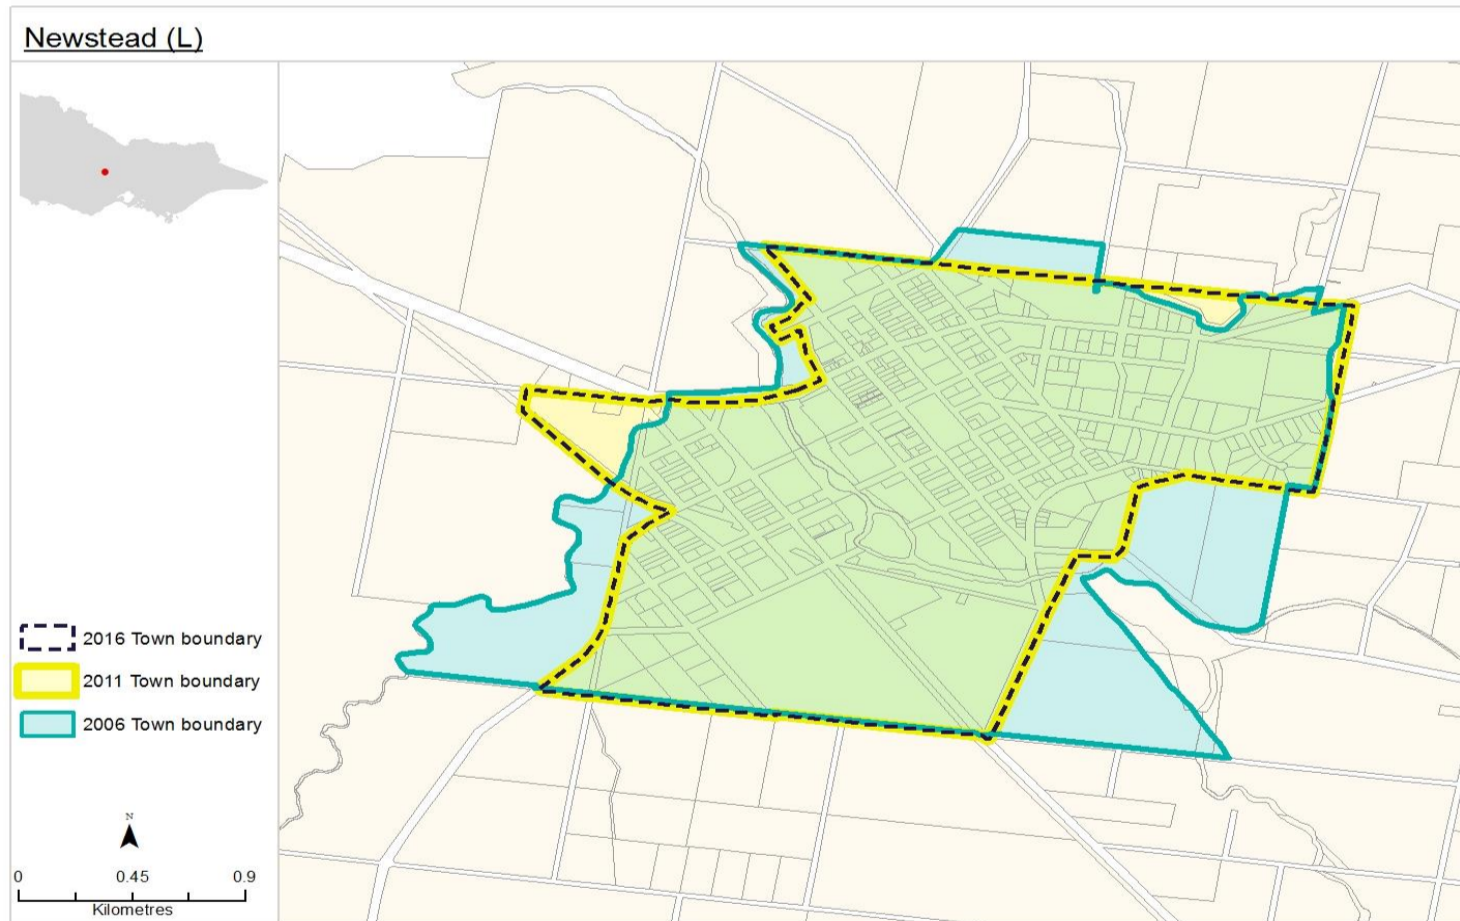 Newstead (L)
2016 Town boundary
2011 Town boundary
2006 Town boundary
N
0 0.45 0.9
Kilometres